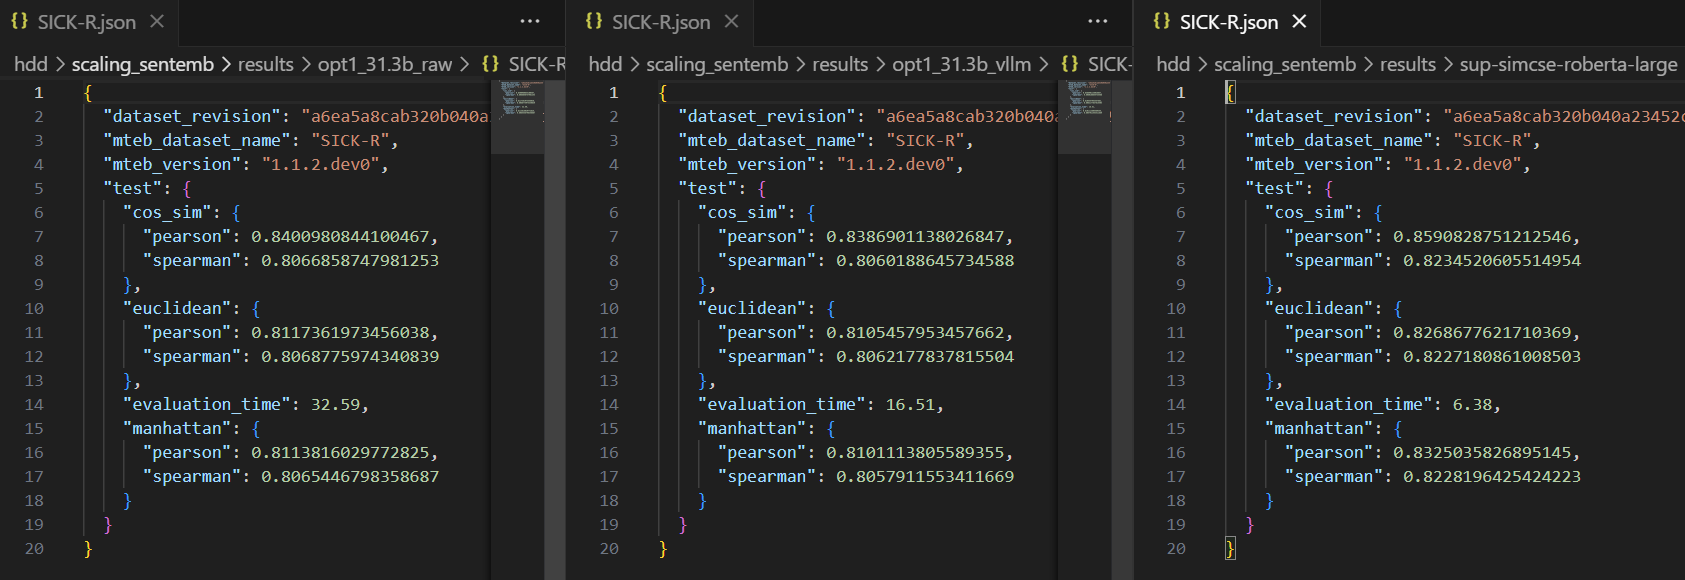 {} SICK-R.json × ···
hdd > scaling_sentemb > results > opt1_31.3b_raw > {} SICK-R
1 {
2 "dataset_revision": "a6ea5a8cab320b040a2
3 "mteb_dataset_name": "SICK-R",
4 "mteb_version": "1.1.2.dev0",
5 "test": {
6 "cos_sim": {
7 "pearson": 0.8400980844100467,
8 "spearman": 0.8066858747981253
9 },
10 "euclidean": {
11 "pearson": 0.8117361973456038,
12 "spearman": 0.8068775974340839
13 },
14 "evaluation_time": 32.59,
15 "manhattan": {
16 "pearson": 0.8113816029772825,
17 "spearman": 0.8065446798358687
18 }
19 }
20 }
{} SICK-R.json × ···
hdd > scaling_sentemb > results > opt1_31.3b_vllm > {} SICK-
1 {
2 "dataset_revision": "a6ea5a8cab320b040a
3 "mteb_dataset_name": "SICK-R",
4 "mteb_version": "1.1.2.dev0",
5 "test": {
6 "cos_sim": {
7 "pearson": 0.8386901138026847,
8 "spearman": 0.8060188645734588
9 },
10 "euclidean": {
11 "pearson": 0.8105457953457662,
12 "spearman": 0.8062177837815504
13 },
14 "evaluation_time": 16.51,
15 "manhattan": {
16 "pearson": 0.8101113805589355,
17 "spearman": 0.8057911553411669
18 }
19 }
20 }
{} SICK-R.json ×
hdd > scaling_sentemb > results > sup-simcse-roberta-large
1 {
2 "dataset_revision": "a6ea5a8cab320b040a23452c
3 "mteb_dataset_name": "SICK-R",
4 "mteb_version": "1.1.2.dev0",
5 "test": {
6 "cos_sim": {
7 "pearson": 0.8590828751212546,
8 "spearman": 0.8234520605514954
9 },
10 "euclidean": {
11 "pearson": 0.8268677621710369,
12 "spearman": 0.8227180861008503
13 },
14 "evaluation_time": 6.38,
15 "manhattan": {
16 "pearson": 0.8325035826895145,
17 "spearman": 0.8228196425424223
18 }
19 }
20 }